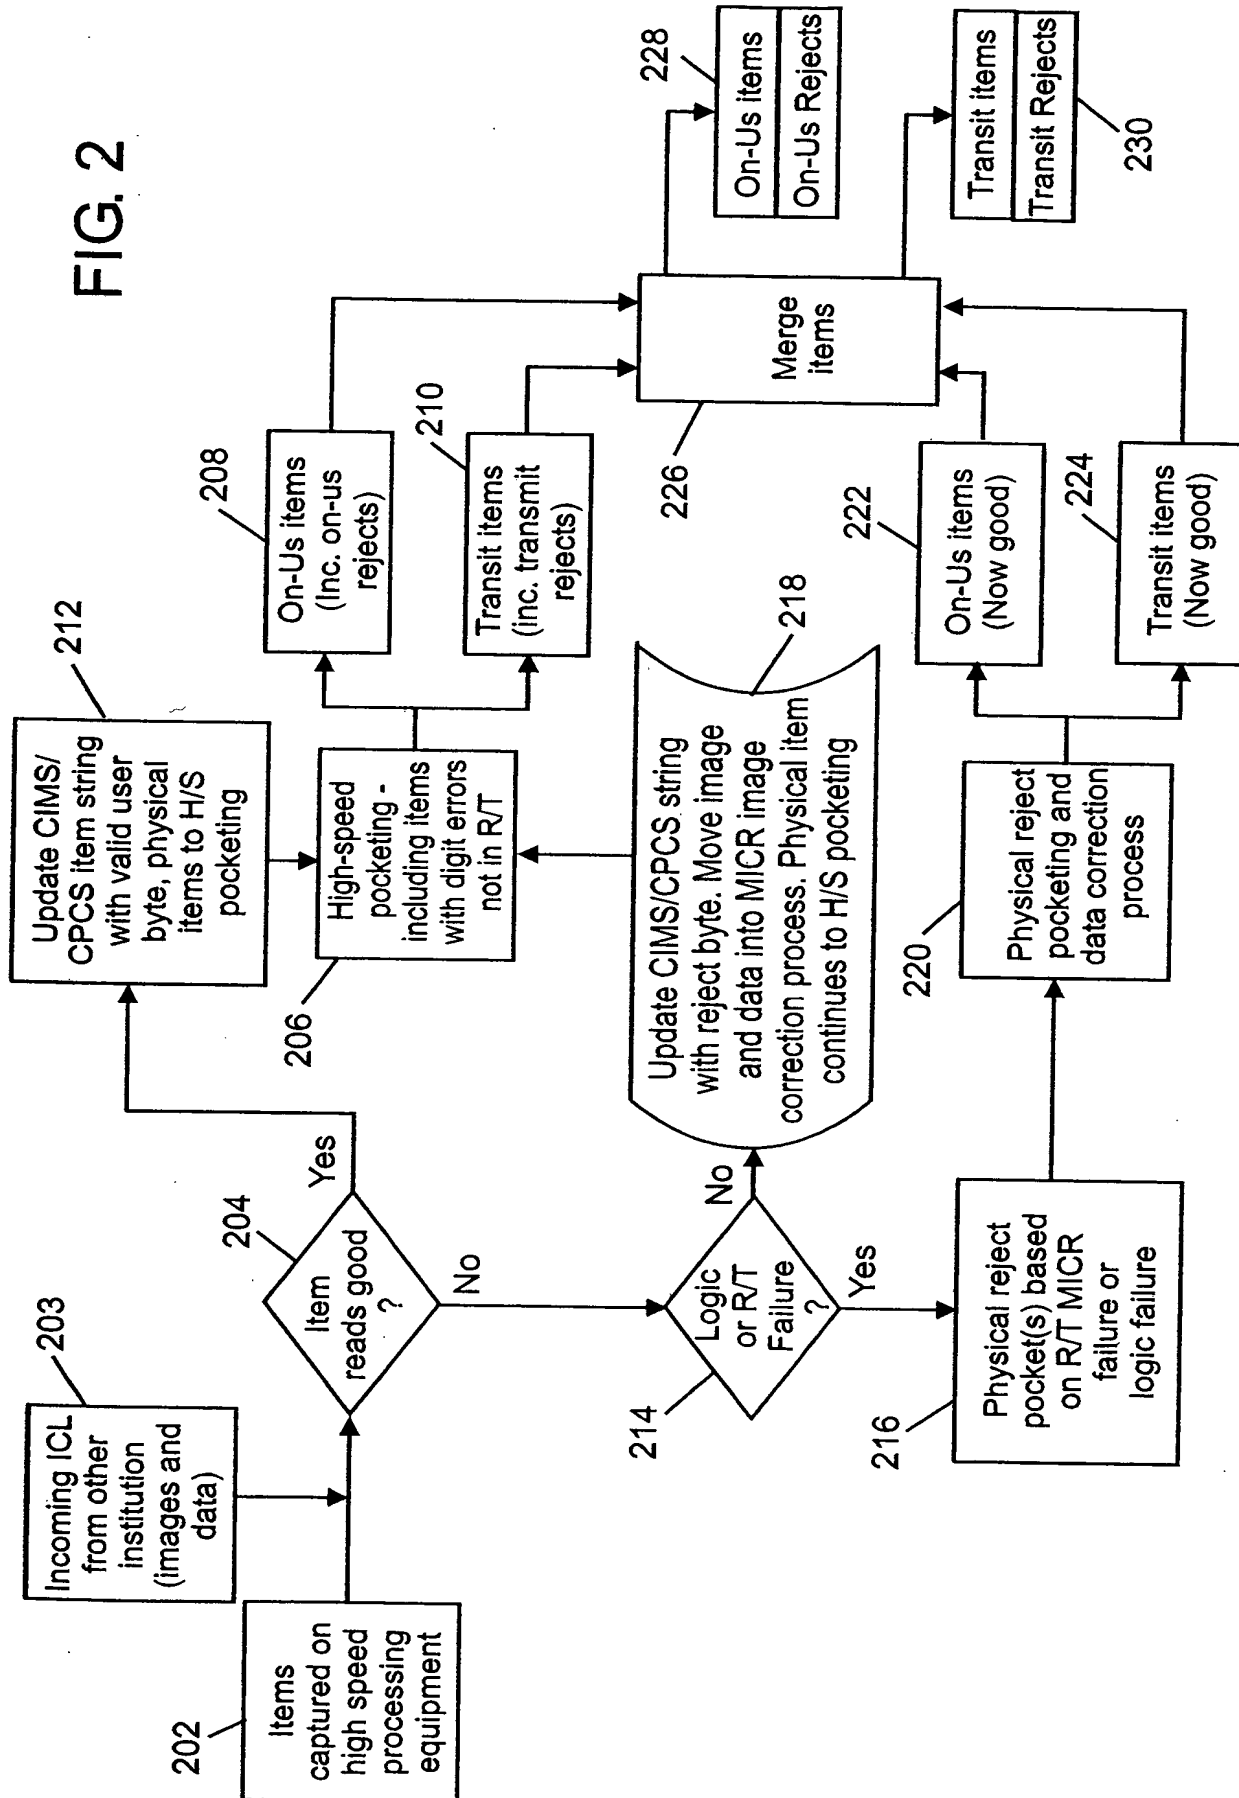 FIG. 2
202
Items
captured on
high speed
processing
equipment
203
Incoming ICL
from other
institution
(images and
data)
204
Item
reads good
?
Yes
No
212
Update CIMS/
CPCS item string
with valid user
byte, physical
items to H/S
pocketing
206
High-speed
pocketing -
including items
with digit errors
not in R/T
208
On-Us items
(Inc. on-us
rejects)
210
Transit items
(inc. transmit
rejects)
214
Logic
or R/T
Failure
?
No
Yes
218
Update CIMS/CPCS string
with reject byte. Move image
and data into MICR image
correction process. Physical item
continues to H/S pocketing
216
Physical reject
pocket(s) based
on R/T MICR
failure or
logic failure
220
Physical reject
pocketing and
data correction
process
222
On-Us items
(Now good)
224
Transit items
(Now good)
226
Merge
items
228
On-Us items
On-Us Rejects
Transit items
Transit Rejects
230